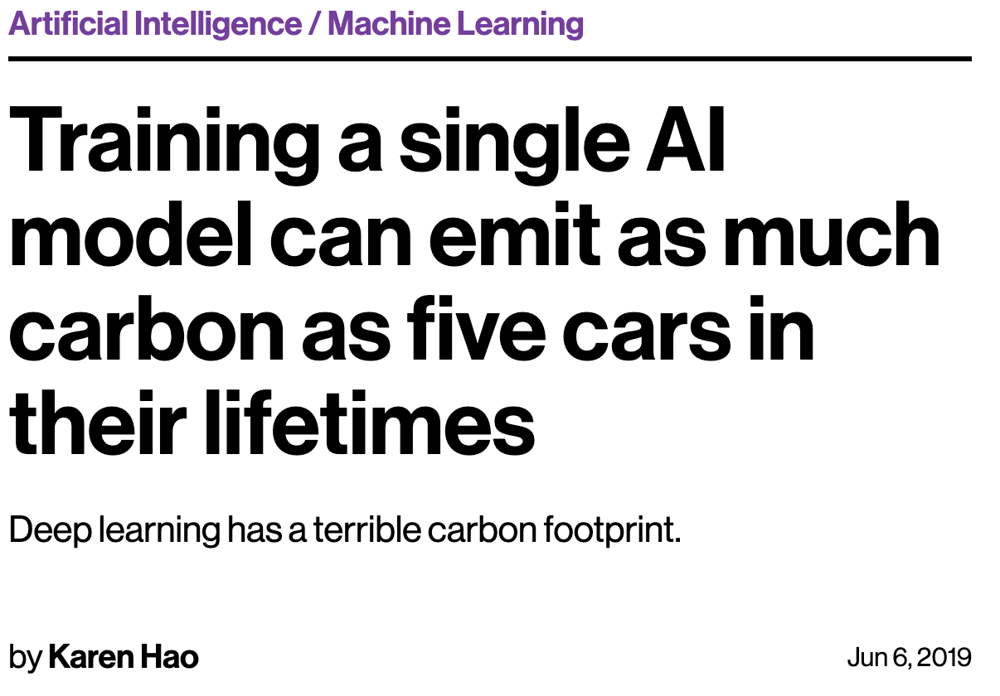 Artificial Intelligence / Machine Learning
Training a single AI
model can emit as much
carbon as five cars in
their lifetimes
Deep learning has a terrible carbon footprint.
by Karen Hao
Jun 6, 2019